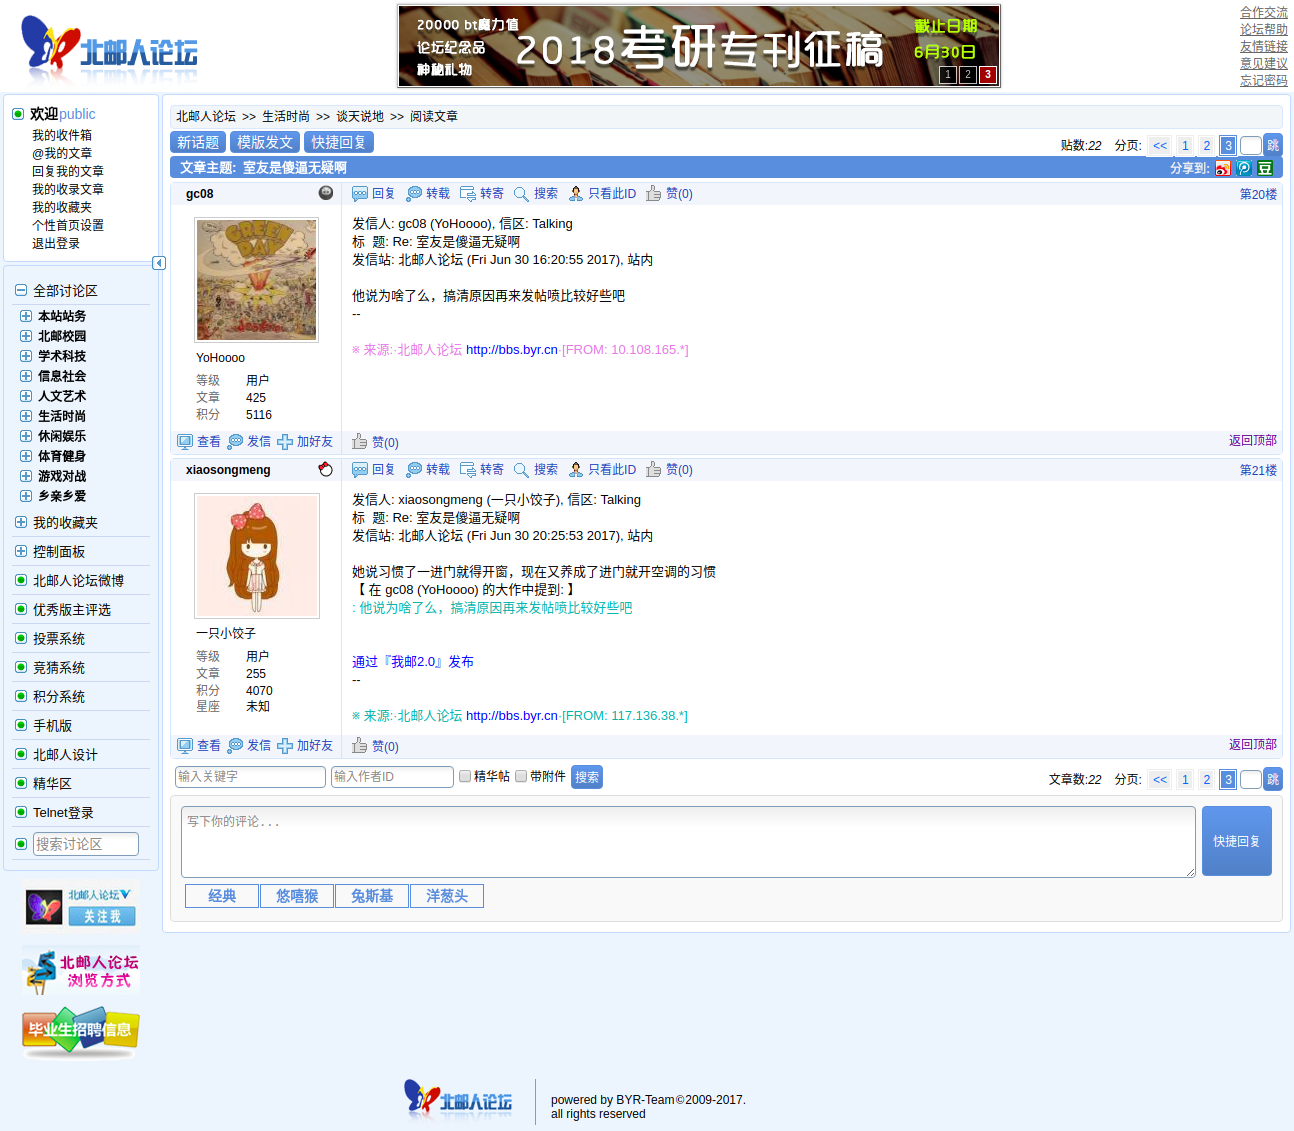 北邮人论坛
20000 bt魔力值
论坛纪念品
神秘礼物
2018考研专刊征稿
截止日期
6月30日
1 2 3
合作交流
论坛帮助
友情链接
意见建议
忘记密码
欢迎public
我的收件箱
@我的文章
回复我的文章
我的收录文章
我的收藏夹
个性首页设置
退出登录
全部讨论区
本站站务
北邮校园
学术科技
信息社会
人文艺术
生活时尚
休闲娱乐
体育健身
游戏对战
乡亲乡爱
我的收藏夹
控制面板
北邮人论坛微博
优秀版主评选
投票系统
竞猜系统
积分系统
手机版
北邮人设计
精华区
Telnet登录
搜索讨论区
北邮人论坛
关注我
北邮人论坛
浏览方式
毕业生招聘信息
北邮人论坛 >> 生活时尚 >> 谈天说地 >> 阅读文章
新话题 模版发文 快捷回复
贴数:22 分页: << 1 2 3 跳
文章主题: 室友是傻逼无疑啊
分享到:
gc08
回复 转载 转寄 搜索 只看此ID 赞(0)
第20楼
GREEN DAY
YoHoooo
等级 用户
文章 425
积分 5116
发信人: gc08 (YoHoooo), 信区: Talking
标 题: Re: 室友是傻逼无疑啊
发信站: 北邮人论坛 (Fri Jun 30 16:20:55 2017), 站内
他说为啥了么，搞清原因再来发帖喷比较好些吧
--
※ 来源:·北邮人论坛 http://bbs.byr.cn·[FROM: 10.108.165.*]
查看 发信 加好友
赞(0)
返回顶部
xiaosongmeng
回复 转载 转寄 搜索 只看此ID 赞(0)
第21楼
一只小饺子
等级 用户
文章 255
积分 4070
星座 未知
发信人: xiaosongmeng (一只小饺子), 信区: Talking
标 题: Re: 室友是傻逼无疑啊
发信站: 北邮人论坛 (Fri Jun 30 20:25:53 2017), 站内
她说习惯了一进门就得开窗，现在又养成了进门就开空调的习惯
【 在 gc08 (YoHoooo) 的大作中提到: 】
: 他说为啥了么，搞清原因再来发帖喷比较好些吧
通过『我邮2.0』发布
--
※ 来源:·北邮人论坛 http://bbs.byr.cn·[FROM: 117.136.38.*]
查看 发信 加好友
赞(0)
返回顶部
输入关键字 输入作者ID 精华帖 带附件 搜索
文章数:22 分页: << 1 2 3 跳
写下你的评论...
快捷回复
经典 悠嘻猴 兔斯基 洋葱头
北邮人论坛
powered by BYR-Team©2009-2017.
all rights reserved